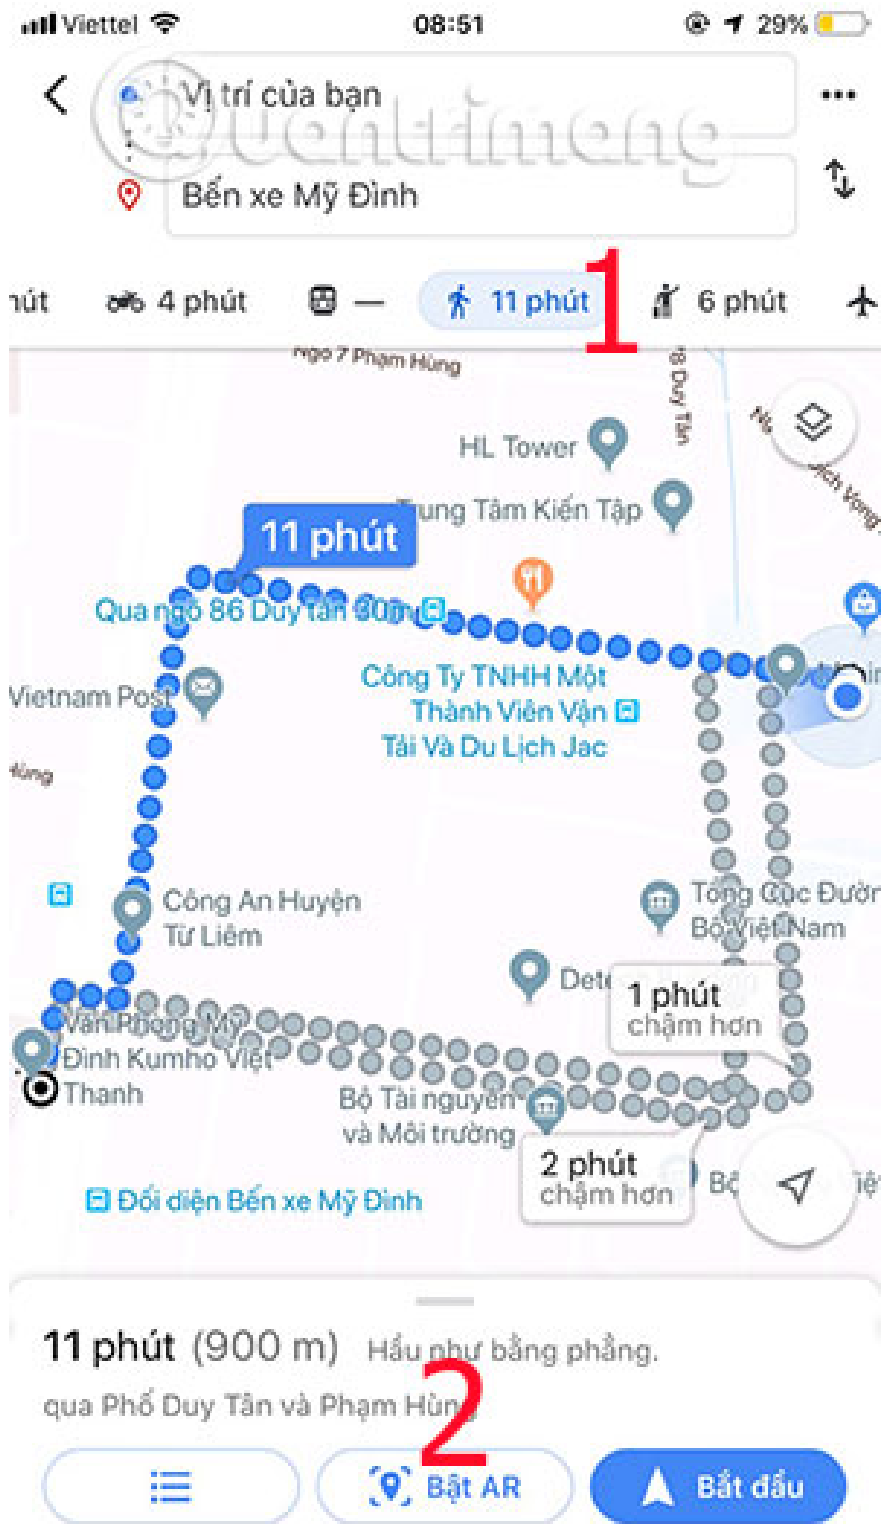 Viettel 08:51 29%
Vị trí của bạn
Quantrimang
Bến xe Mỹ Đình
1
4 phút — 11 phút 6 phút
Ngõ 7 Phạm Hùng
Duy Tân
HL Tower
Trung Tâm Kiến Tập
11 phút
Qua ngõ 86 Duy tân 30m
Công Ty TNHH Một
Thành Viên Vận
Tải Và Du Lịch Jac
Vietnam Post
Hùng
Công An Huyện
Từ Liêm
Tổng Cục Đườn
Bộ Việt Nam
1 phút
chậm hơn
Văn Phòng Mỹ
Đình Kumho Việt
Thanh
Bộ Tài nguyên
và Môi trường
2 phút
chậm hơn
Đối diện Bến xe Mỹ Đình
11 phút (900 m) Hầu như bằng phẳng.
qua Phố Duy Tân và Phạm Hùng
2
Bật AR
Bắt đầu